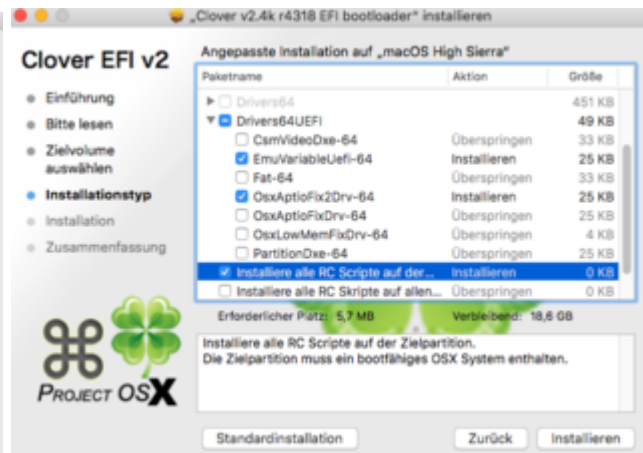 „Clover v2.4k r4318 EFI bootloader“ installieren
Clover EFI v2
Einführung
Bitte lesen
Zielvolume
auswählen
Installationstyp
Installation
Zusammenfassung
PROJECT OSX
Angepasste Installation auf „macOS High Sierra“
Paketname Aktion Größe
Drivers64 451 KB
Drivers64UEFI 49 KB
CsmVideoDxe-64 Überspringen 33 KB
EmuVariableUefi-64 Installieren 25 KB
Fat-64 Überspringen 33 KB
OsxAptioFix2Drv-64 Installieren 25 KB
OsxAptioFixDrv-64 Überspringen 25 KB
OsxLowMemFixDrv-64 Überspringen 4 KB
PartitionDxe-64 Überspringen 25 KB
Installiere alle RC Scripte auf der... Installieren 0 KB
Installiere alle RC Skripte auf allen... Überspringen 0 KB
Erforderlicher Platz: 5,7 MB Verbleibend: 18,6 GB
Installiere alle RC Scripte auf der Zielpartition.
Die Zielpartition muss ein bootfähiges OSX System enthalten.
Standardinstallation Zurück Installieren